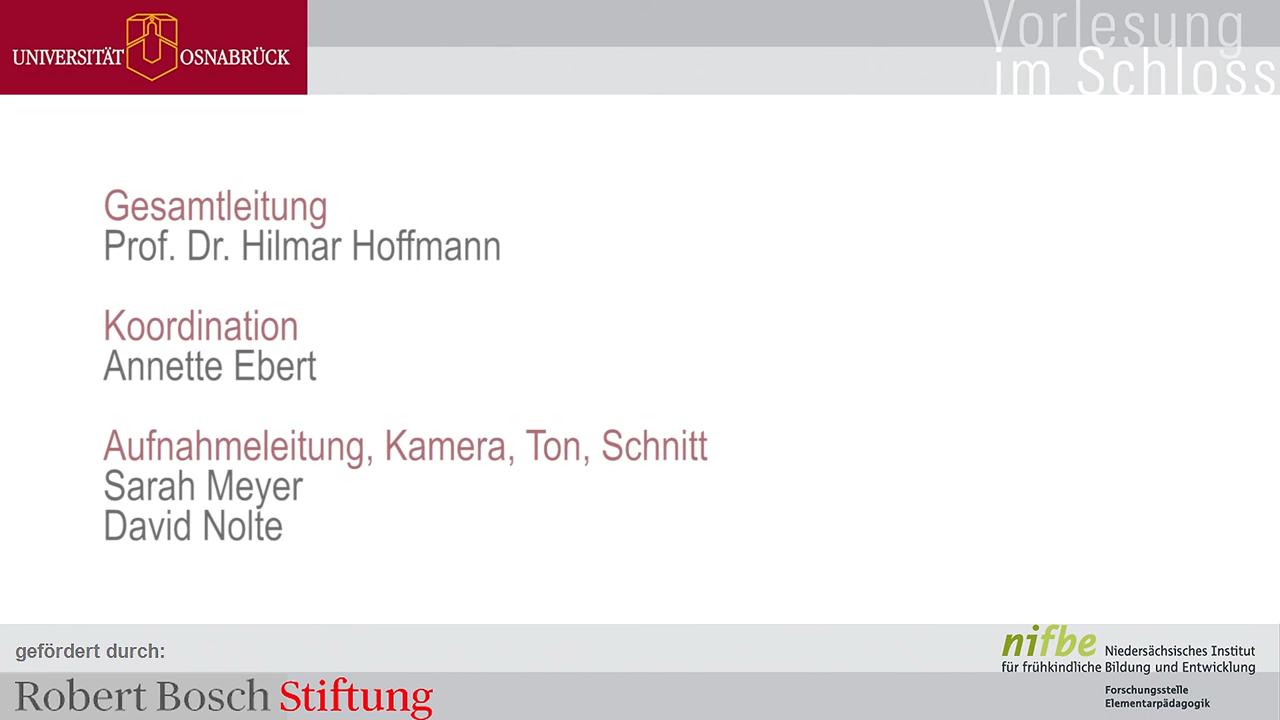 UNIVERSITÄT OSNABRÜCK
Vorlesung
im Schloss
Gesamtleitung
Prof. Dr. Hilmar Hoffmann
Koordination
Annette Ebert
Aufnahmeleitung, Kamera, Ton, Schnitt
Sarah Meyer
David Nolte
gefördert durch:
Robert Bosch Stiftung
nifbe Niedersächsisches Institut
für frühkindliche Bildung und Entwicklung
Forschungsstelle
Elementarpädagogik